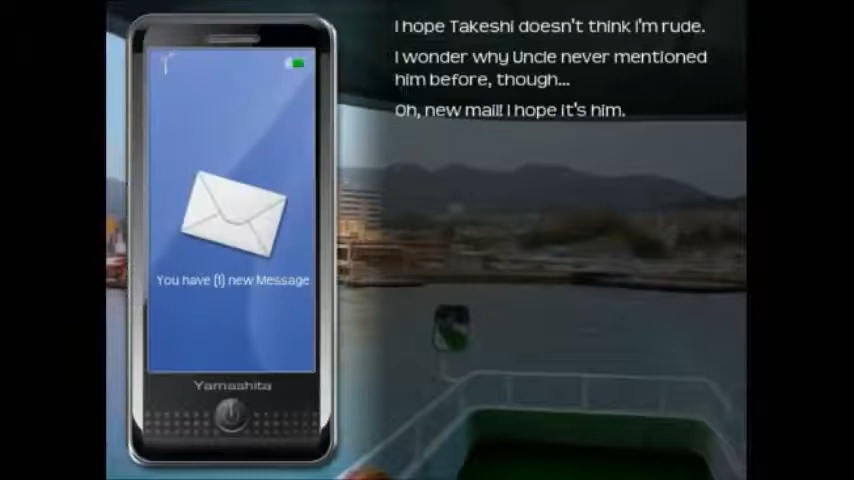 I hope Takeshi doesn't think I'm rude.
I wonder why Uncle never mentioned
him before, though...
Oh, new mail! I hope it's him.
You have (1) new Message
Yamashita